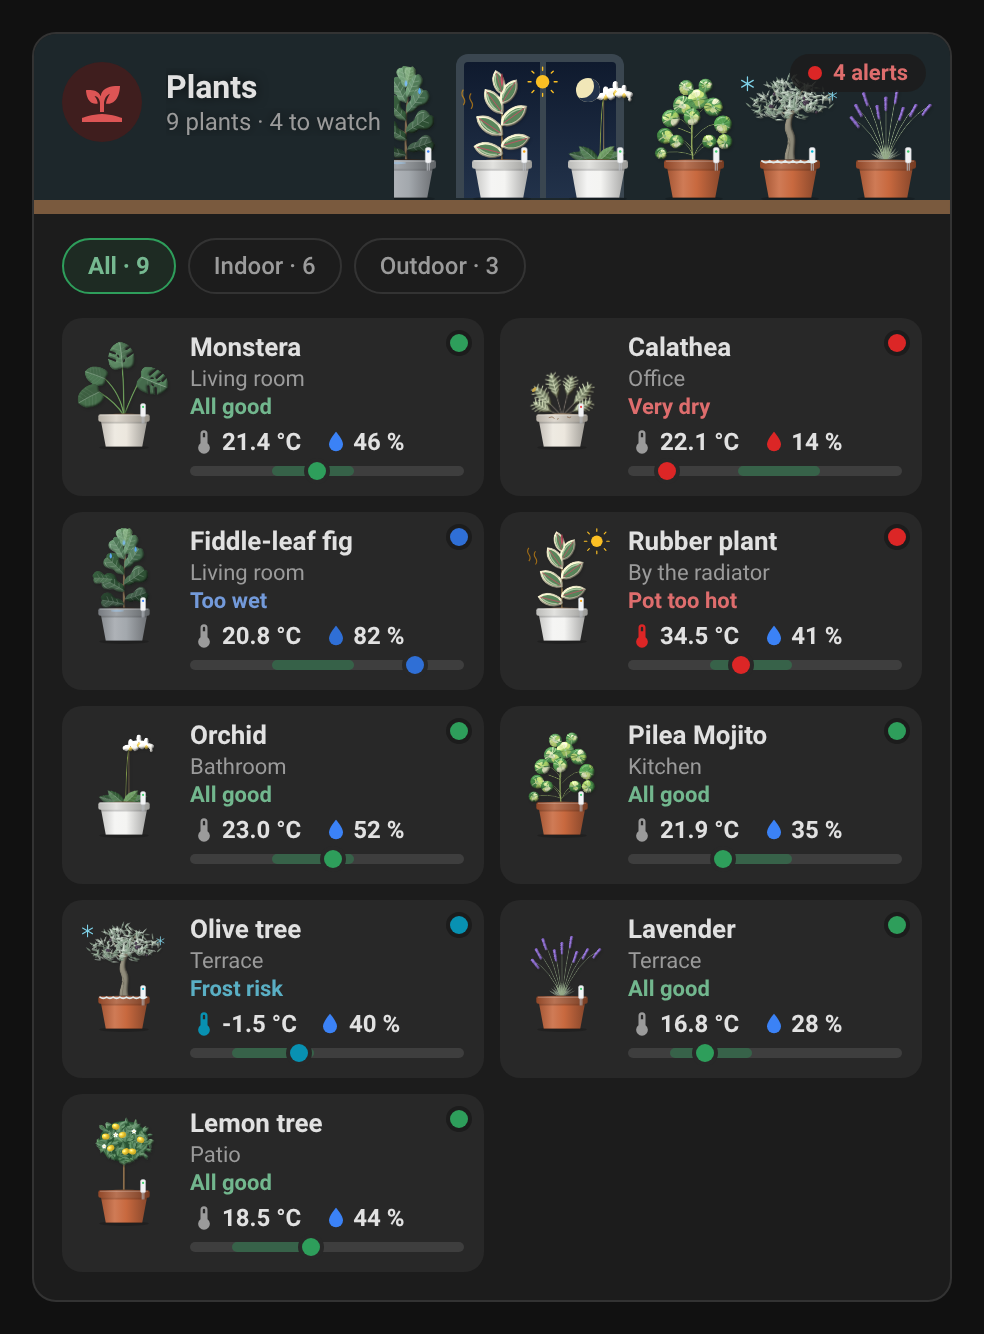 Plants
9 plants · 4 to watch
4 alerts
All · 9
Indoor · 6
Outdoor · 3
Monstera
Living room
All good
21.4 °C 46 %
Calathea
Office
Very dry
22.1 °C 14 %
Fiddle-leaf fig
Living room
Too wet
20.8 °C 82 %
Rubber plant
By the radiator
Pot too hot
34.5 °C 41 %
Orchid
Bathroom
All good
23.0 °C 52 %
Pilea Mojito
Kitchen
All good
21.9 °C 35 %
Olive tree
Terrace
Frost risk
-1.5 °C 40 %
Lavender
Terrace
All good
16.8 °C 28 %
Lemon tree
Patio
All good
18.5 °C 44 %